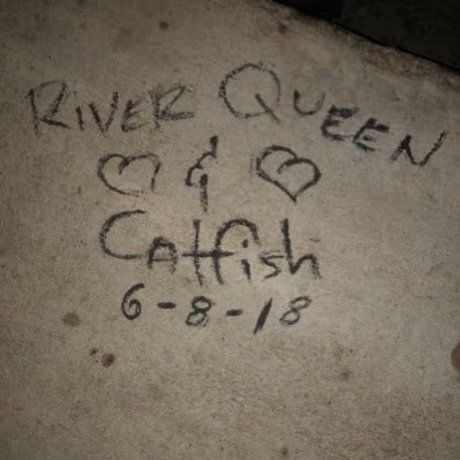 RIVER QUEEN
♡ & ♡
Catfish
6-8-18